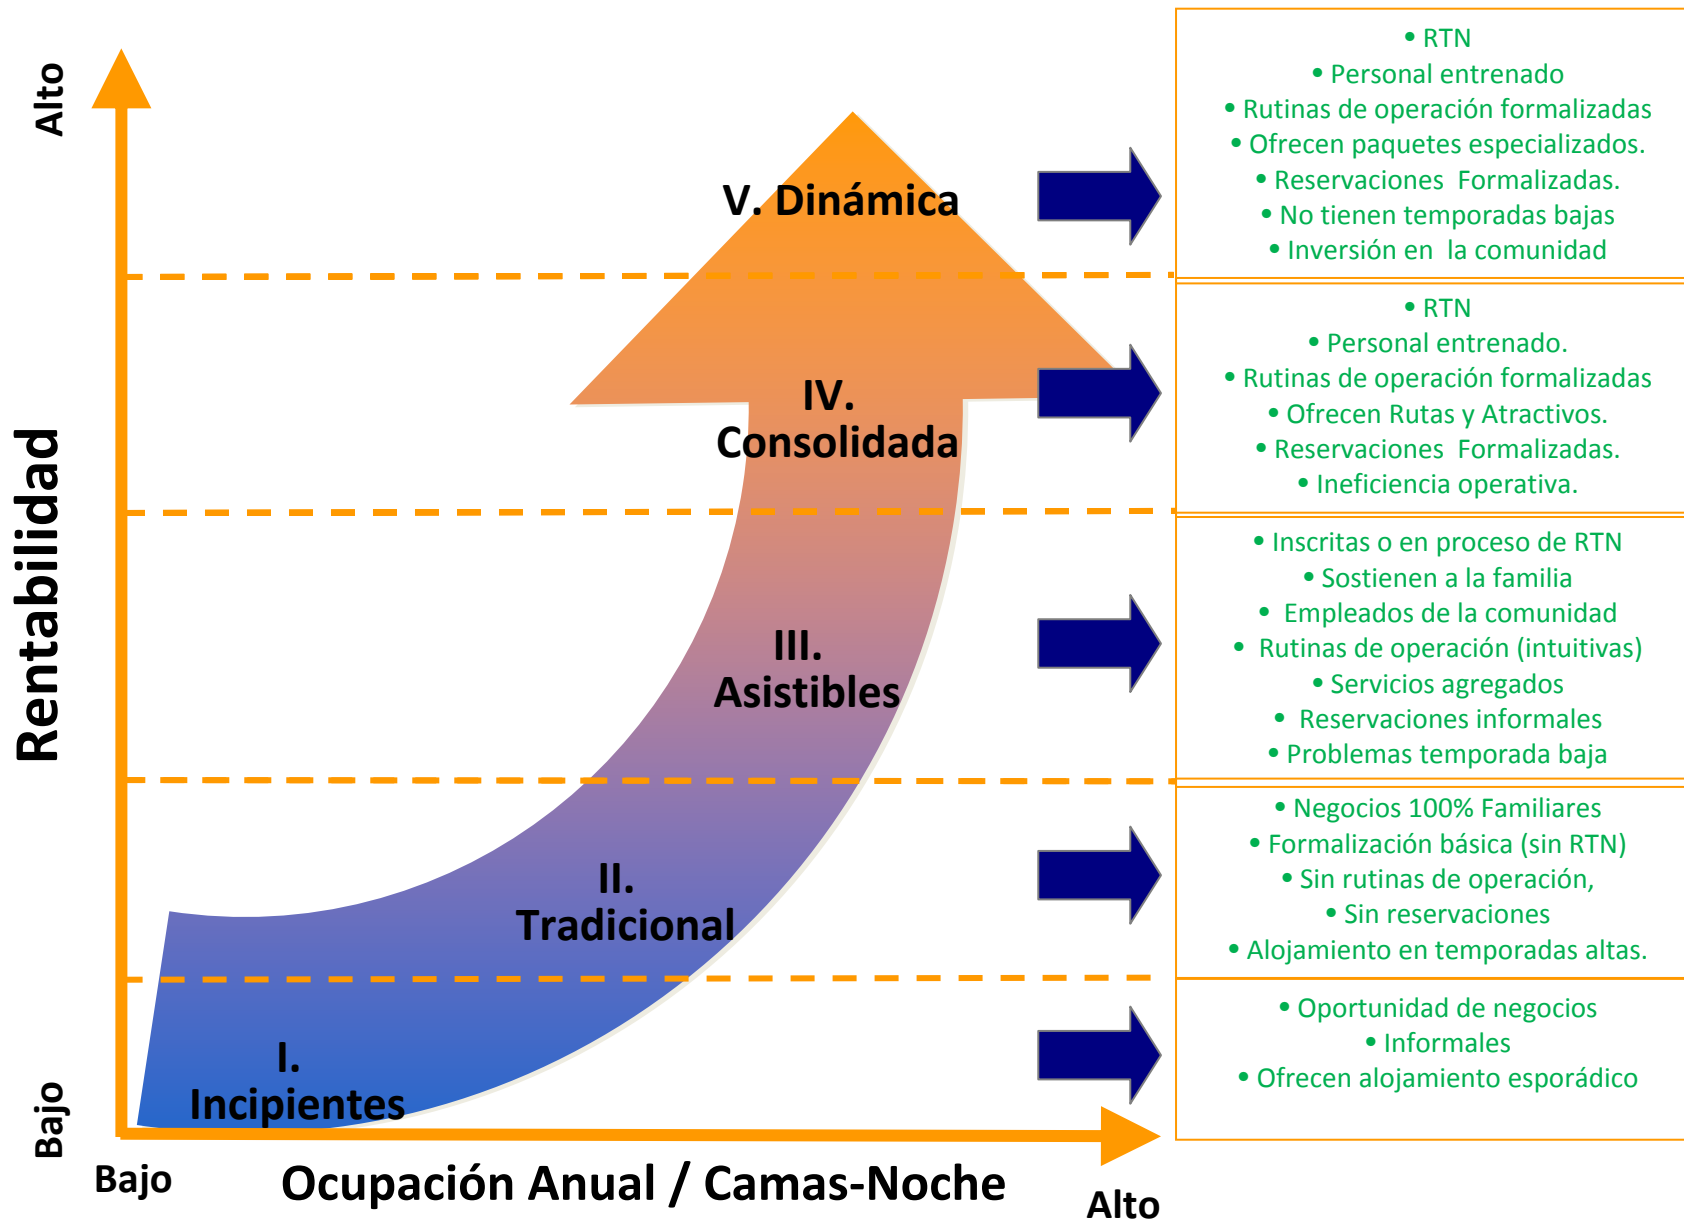 Alto
Rentabilidad
Bajo
Bajo
Ocupación Anual / Camas-Noche
Alto
V. Dinámica
IV.
Consolidada
III.
Asistibles
II.
Tradicional
I.
Incipientes
• RTN
• Personal entrenado
• Rutinas de operación formalizadas
• Ofrecen paquetes especializados.
• Reservaciones Formalizadas.
• No tienen temporadas bajas
• Inversión en la comunidad
• RTN
• Personal entrenado.
• Rutinas de operación formalizadas
• Ofrecen Rutas y Atractivos.
• Reservaciones Formalizadas.
• Ineficiencia operativa.
• Inscritas o en proceso de RTN
• Sostienen a la familia
• Empleados de la comunidad
• Rutinas de operación (intuitivas)
• Servicios agregados
• Reservaciones informales
• Problemas temporada baja
• Negocios 100% Familiares
• Formalización básica (sin RTN)
• Sin rutinas de operación,
• Sin reservaciones
• Alojamiento en temporadas altas.
• Oportunidad de negocios
• Informales
• Ofrecen alojamiento esporádico